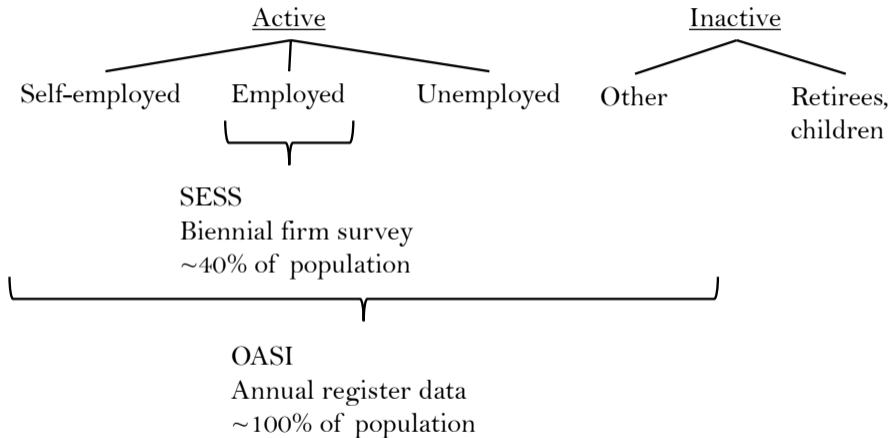 Active
Inactive
Self-employed
Employed
Unemployed
Other
Retirees,
children
SESS
Biennial firm survey
~40% of population
OASI
Annual register data
~100% of population